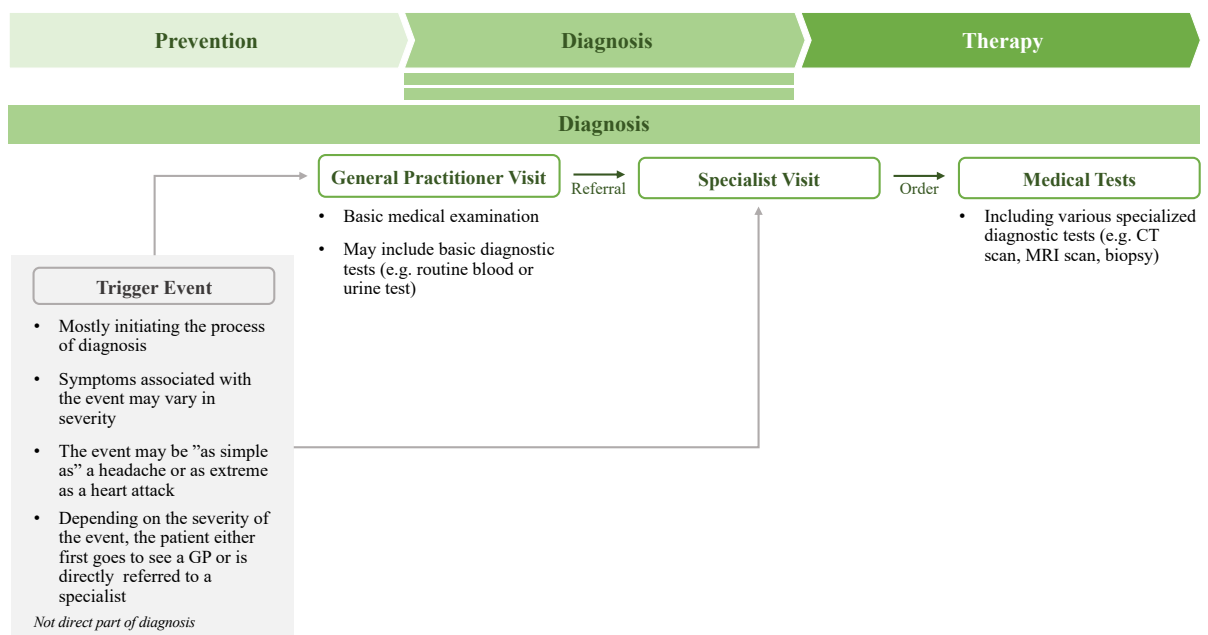 Prevention
Diagnosis
Therapy
Diagnosis
General Practitioner Visit
Referral
Specialist Visit
Order
Medical Tests
• Basic medical examination
• May include basic diagnostic
tests (e.g. routine blood or
urine test)
• Including various specialized
diagnostic tests (e.g. CT
scan, MRI scan, biopsy)
Trigger Event
• Mostly initiating the process
of diagnosis
• Symptoms associated with
the event may vary in
severity
• The event may be ”as simple
as” a headache or as extreme
as a heart attack
• Depending on the severity of
the event, the patient either
first goes to see a GP or is
directly  referred to a
specialist
Not direct part of diagnosis